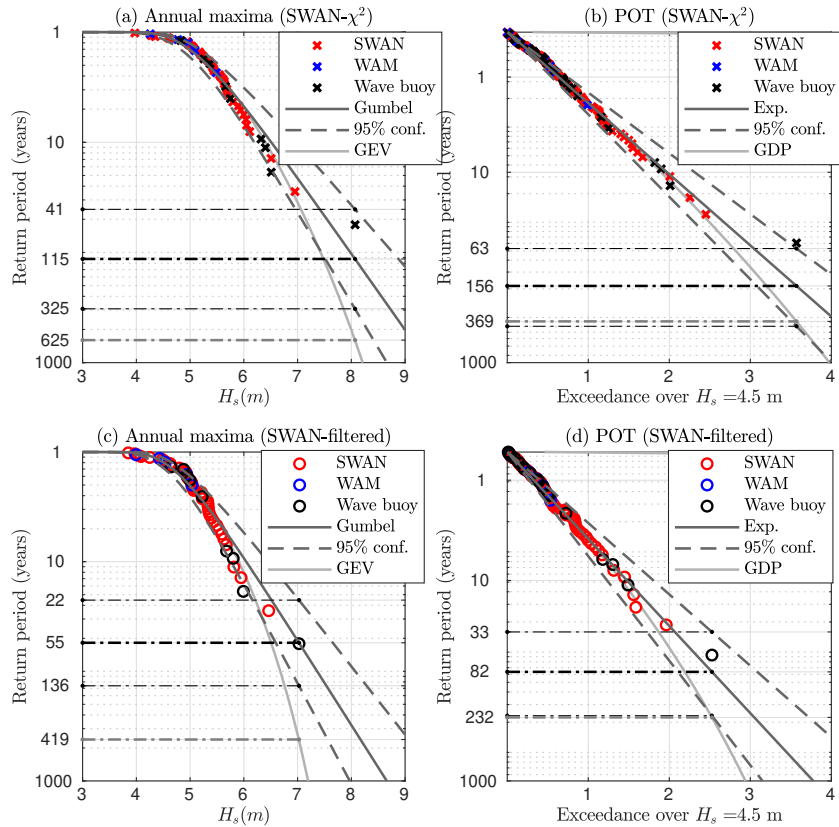 (a) Annual maxima (SWAN-χ²)
Return period (years)
1
10
41
115
325
625
1000
3 4 5 6 7 8 9
H_s(m)
SWAN
WAM
Wave buoy
Gumbel
95% conf.
GEV
(b) POT (SWAN-χ²)
Return period (years)
1
10
63
156
369
1000
1 2 3 4
Exceedance over H_s =4.5 m
SWAN
WAM
Wave buoy
Exp.
95% conf.
GDP
(c) Annual maxima (SWAN-filtered)
Return period (years)
1
10
22
55
136
419
1000
3 4 5 6 7 8 9
H_s(m)
SWAN
WAM
Wave buoy
Gumbel
95% conf.
GEV
(d) POT (SWAN-filtered)
Return period (years)
1
10
33
82
232
1000
1 2 3 4
Exceedance over H_s =4.5 m
SWAN
WAM
Wave buoy
Exp.
95% conf.
GDP